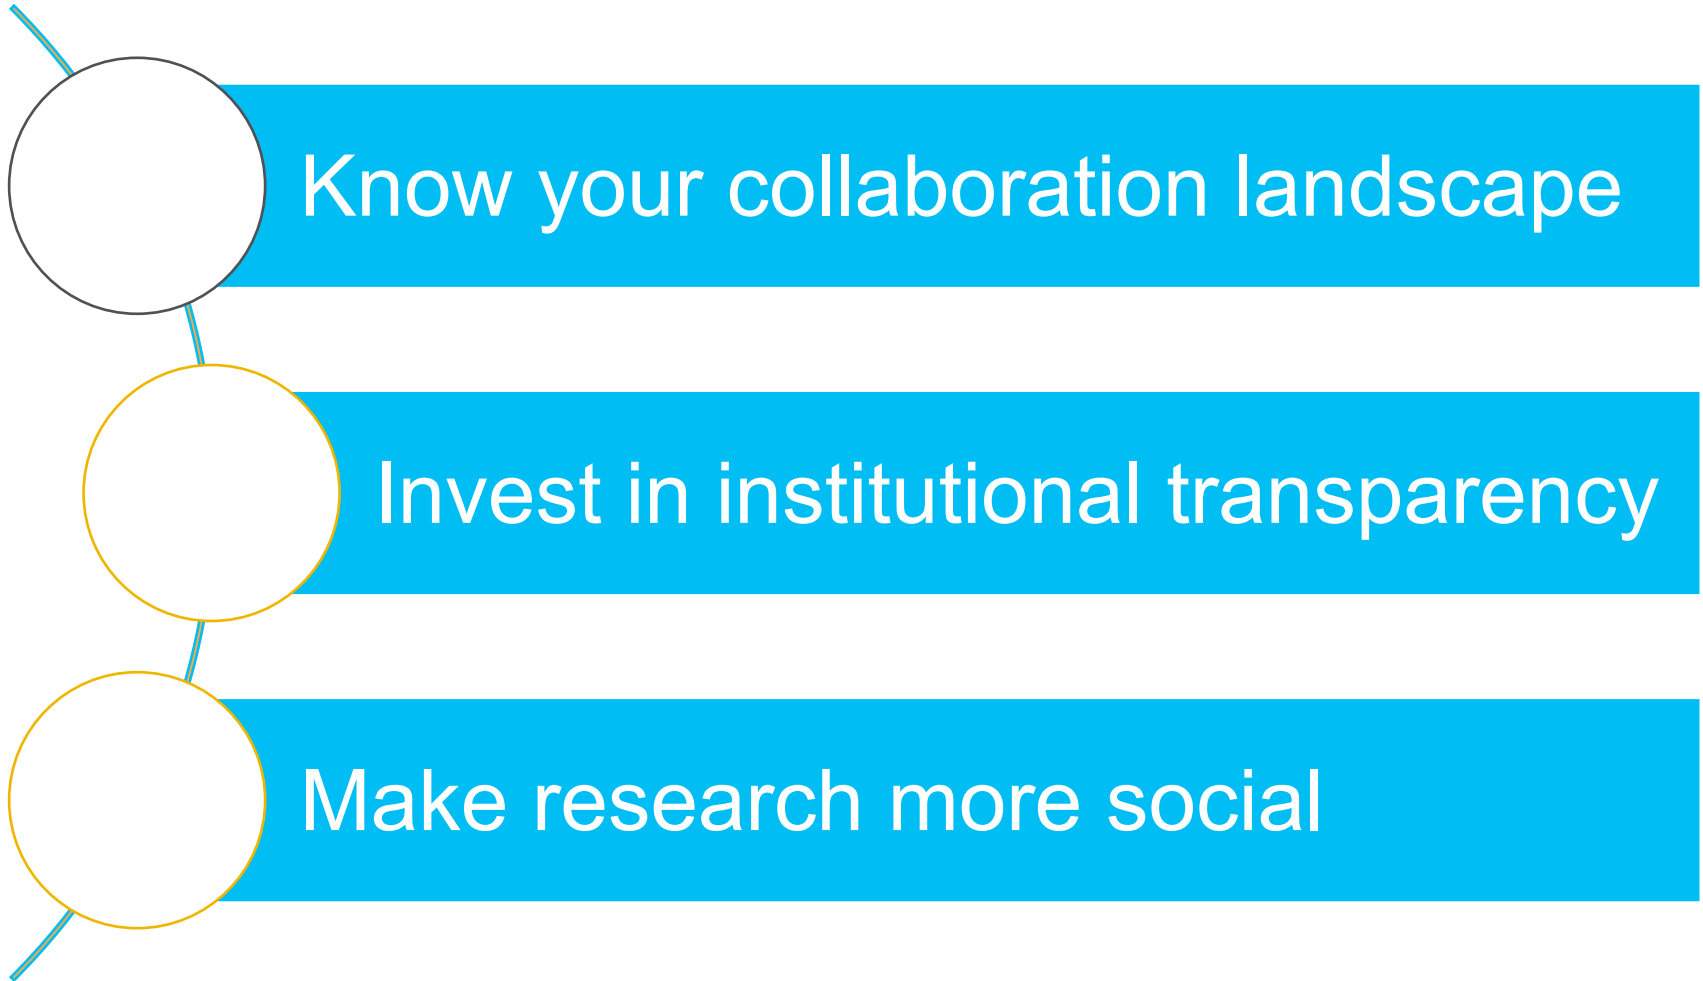 Know your collaboration landscape
Invest in institutional transparency
Make research more social